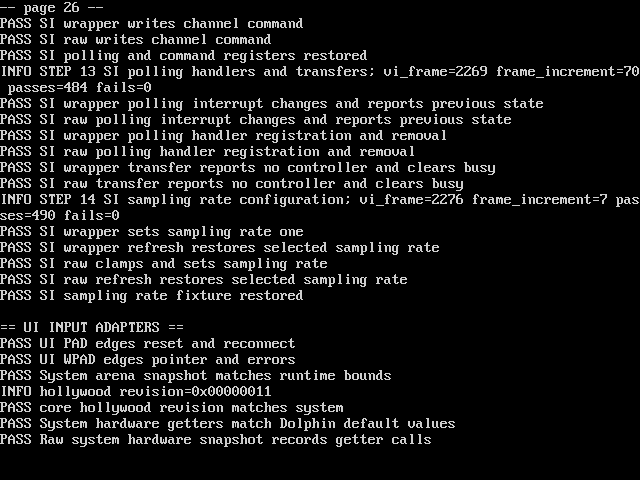 -- page 26 --
PASS SI wrapper writes channel command
PASS SI raw writes channel command
PASS SI polling and command registers restored
INFO STEP 13 SI polling handlers and transfers; vi_frame=2269 frame_increment=70
 passes=484 fails=0
PASS SI wrapper polling interrupt changes and reports previous state
PASS SI raw polling interrupt changes and reports previous state
PASS SI wrapper polling handler registration and removal
PASS SI raw polling handler registration and removal
PASS SI wrapper transfer reports no controller and clears busy
PASS SI raw transfer reports no controller and clears busy
INFO STEP 14 SI sampling rate configuration; vi_frame=2276 frame_increment=7 pas
ses=490 fails=0
PASS SI wrapper sets sampling rate one
PASS SI wrapper refresh restores selected sampling rate
PASS SI raw clamps and sets sampling rate
PASS SI raw refresh restores selected sampling rate
PASS SI sampling rate fixture restored
== UI INPUT ADAPTERS ==
PASS UI PAD edges reset and reconnect
PASS UI WPAD edges pointer and errors
PASS System arena snapshot matches runtime bounds
INFO hollywood revision=0x00000011
PASS core hollywood revision matches system
PASS System hardware getters match Dolphin default values
PASS Raw system hardware snapshot records getter calls